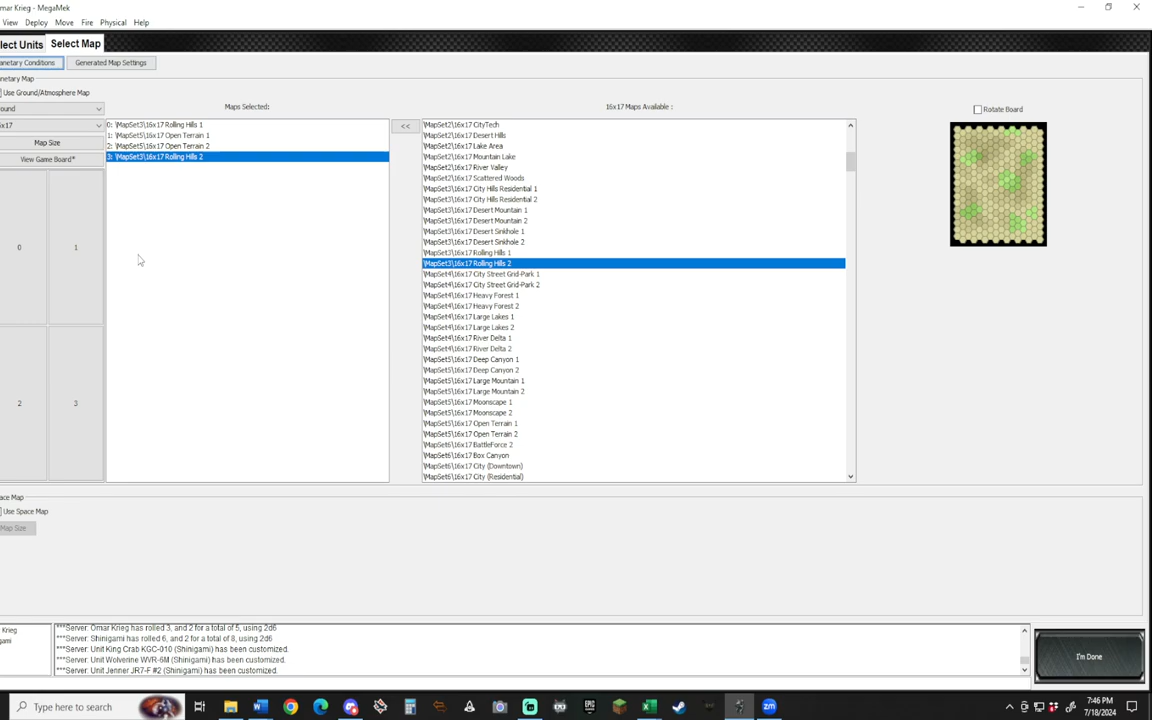 mar Krieg - MegaMek
View Deploy Move Fire Physical Help
lect Units Select Map
anetary Conditions Generated Map Settings
netary Map
Use Ground/Atmosphere Map
ound
x17
Map Size
View Game Board*
0 1
2 3
Maps Selected:
0: \MapSet3\16x17 Rolling Hills 1
1: \MapSet5\16x17 Open Terrain 1
2: \MapSet5\16x17 Open Terrain 2
3: \MapSet3\16x17 Rolling Hills 2
<<
16x17 Maps Available :
\MapSet2\16x17 CityTech
\MapSet2\16x17 Desert Hills
\MapSet2\16x17 Lake Area
\MapSet2\16x17 Mountain Lake
\MapSet2\16x17 River Valley
\MapSet2\16x17 Scattered Woods
\MapSet3\16x17 City Hills Residential 1
\MapSet3\16x17 City Hills Residential 2
\MapSet3\16x17 Desert Mountain 1
\MapSet3\16x17 Desert Mountain 2
\MapSet3\16x17 Desert Sinkhole 1
\MapSet3\16x17 Desert Sinkhole 2
\MapSet3\16x17 Rolling Hills 1
\MapSet3\16x17 Rolling Hills 2
\MapSet4\16x17 City Street Grid-Park 1
\MapSet4\16x17 City Street Grid-Park 2
\MapSet4\16x17 Heavy Forest 1
\MapSet4\16x17 Heavy Forest 2
\MapSet4\16x17 Large Lakes 1
\MapSet4\16x17 Large Lakes 2
\MapSet4\16x17 River Delta 1
\MapSet4\16x17 River Delta 2
\MapSet5\16x17 Deep Canyon 1
\MapSet5\16x17 Deep Canyon 2
\MapSet5\16x17 Large Mountain 1
\MapSet5\16x17 Large Mountain 2
\MapSet5\16x17 Moonscape 1
\MapSet5\16x17 Moonscape 2
\MapSet5\16x17 Open Terrain 1
\MapSet5\16x17 Open Terrain 2
\MapSet6\16x17 BattleForce 2
\MapSet6\16x17 Box Canyon
\MapSet6\16x17 City (Downtown)
\MapSet6\16x17 City (Residential)
Rotate Board
ace Map
Use Space Map
Map Size
Krieg
gami
***Server: Omar Krieg has rolled 3, and 2 for a total of 5, using 2d6
***Server: Shinigami has rolled 6, and 2 for a total of 8, using 2d6
***Server: Unit King Crab KGC-010 (Shinigami) has been customized.
***Server: Unit Wolverine WVR-6M (Shinigami) has been customized.
***Server: Unit Jenner JR7-F #2 (Shinigami) has been customized.
I'm Done
Type here to search
7:46 PM
7/18/2024